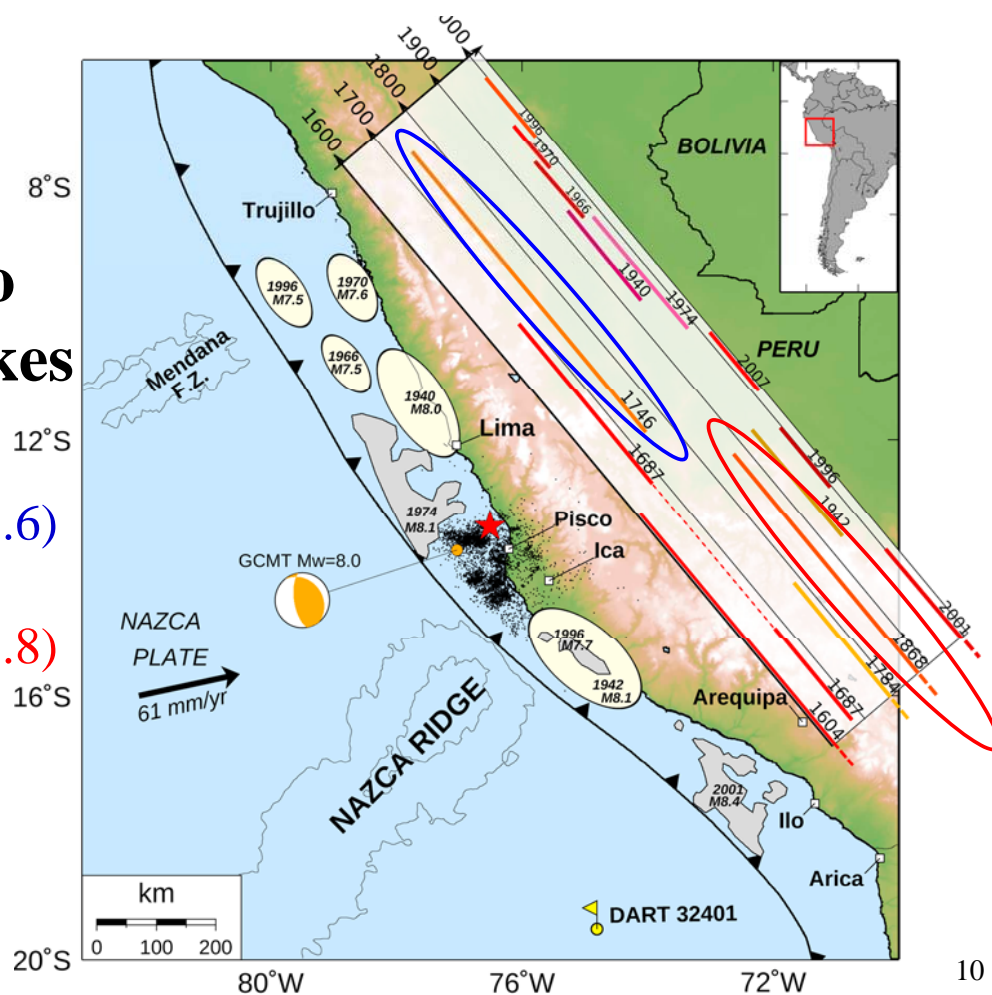 1600
1700
1800
1900
000
1996
1970
1966
1940
1974
2007
1996
1942
2001
1868
1784
1687
1604
1746
1687
BOLIVIA
PERU
8°S
12°S
16°S
20°S
80°W
76°W
72°W
o
kes
.6)
.8)
Trujillo
1996
M7.5
1970
M7.6
1966
M7.5
1940
M8.0
Mendana
F.Z.
Lima
1974
M8.1
Pisco
Ica
GCMT Mw=8.0
NAZCA
PLATE
61 mm/yr
1996
M7.7
1942
M8.1
Arequipa
NAZCA RIDGE
2001
M8.4
Ilo
Arica
km
0 100 200
DART 32401
10